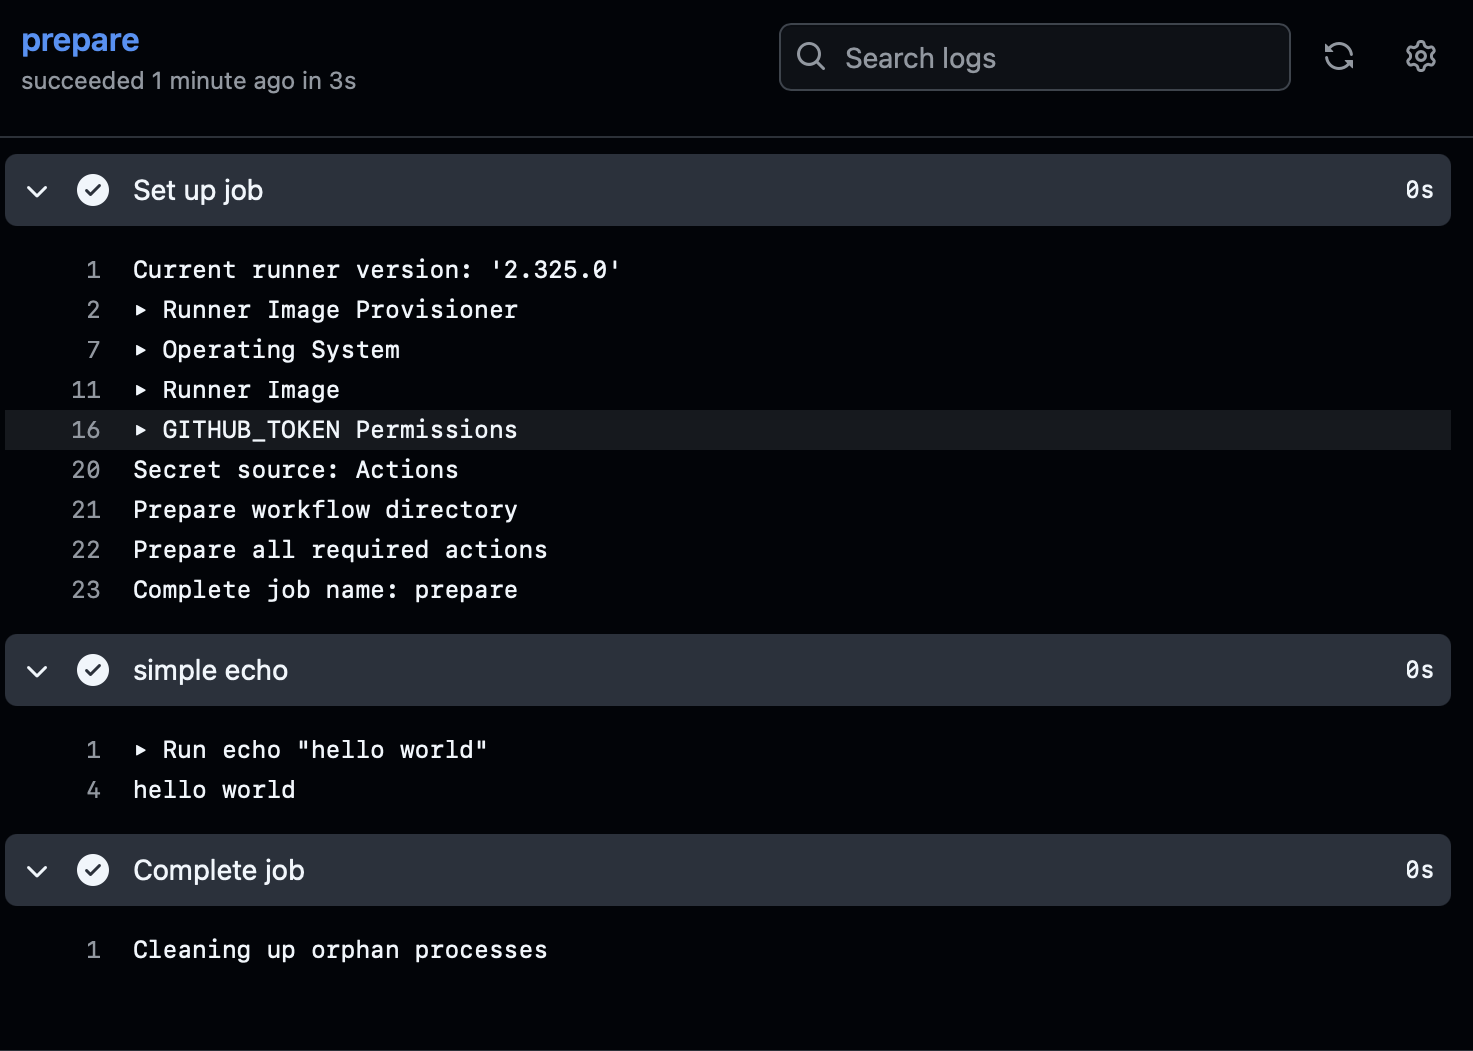 prepare
succeeded 1 minute ago in 3s
Search logs
Set up job 0s
1 Current runner version: '2.325.0'
2 ▸ Runner Image Provisioner
7 ▸ Operating System
11 ▸ Runner Image
16 ▸ GITHUB_TOKEN Permissions
20 Secret source: Actions
21 Prepare workflow directory
22 Prepare all required actions
23 Complete job name: prepare
simple echo 0s
1 ▸ Run echo "hello world"
4 hello world
Complete job 0s
1 Cleaning up orphan processes